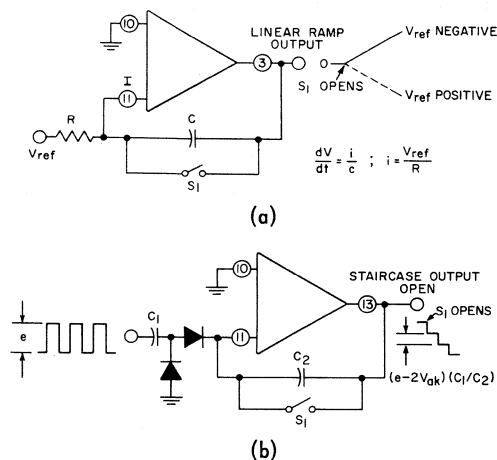 10
LINEAR RAMP
OUTPUT
Vref NEGATIVE
3
0
S1
OPENS
Vref POSITIVE
I
11
R
Vref
C
S1
dV/dt = i/c ; i = Vref/R
(a)
10
STAIRCASE OUTPUT
OPEN
13
S1 OPENS
e
C1
11
C2
(e-2Vak)(C1/C2)
S1
(b)